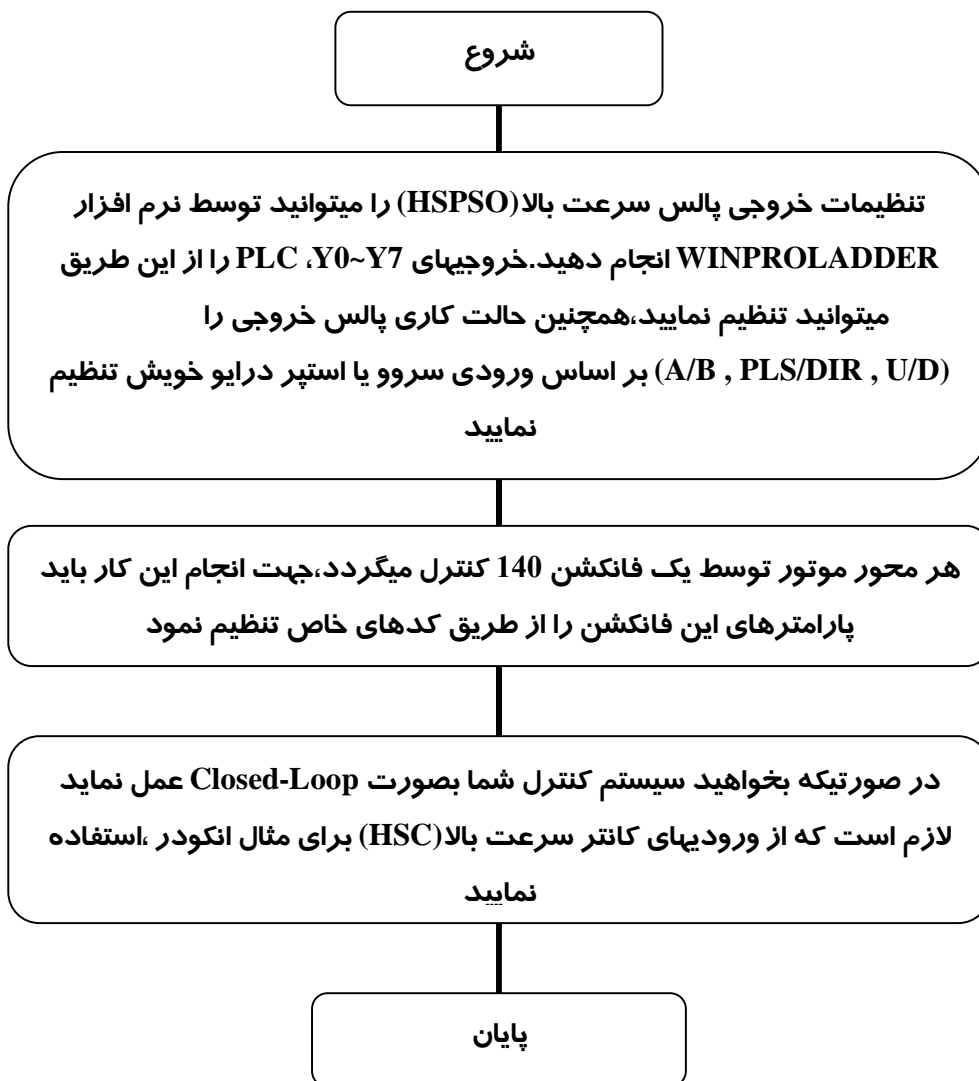 شروع
تنظیمات خروجی پالس سرعت بالا(HSPSO) را میتوانید توسط نرم افزار
WINPROLADDER انجام دهید.خروجیهای PLC ،Y0~Y7 را از این طریق
میتوانید تنظیم نمایید،همچنین حالت کاری پالس خروجی را
(A/B , PLS/DIR , U/D) بر اساس ورودی سروو یا استپر درایو خویش تنظیم
نمایید
هر محور موتور توسط یک فانکشن 140 کنترل میگردد،جهت انجام این کار باید
پارامترهای این فانکشن را از طریق کدهای خاص تنظیم نمود
در صورتیکه بخواهید سیستم کنترل شما بصورت Closed-Loop عمل نماید
لازم است که از ورودیهای کانتر سرعت بالا(HSC) برای مثال انکودر ،استفاده
نمایید
پایان